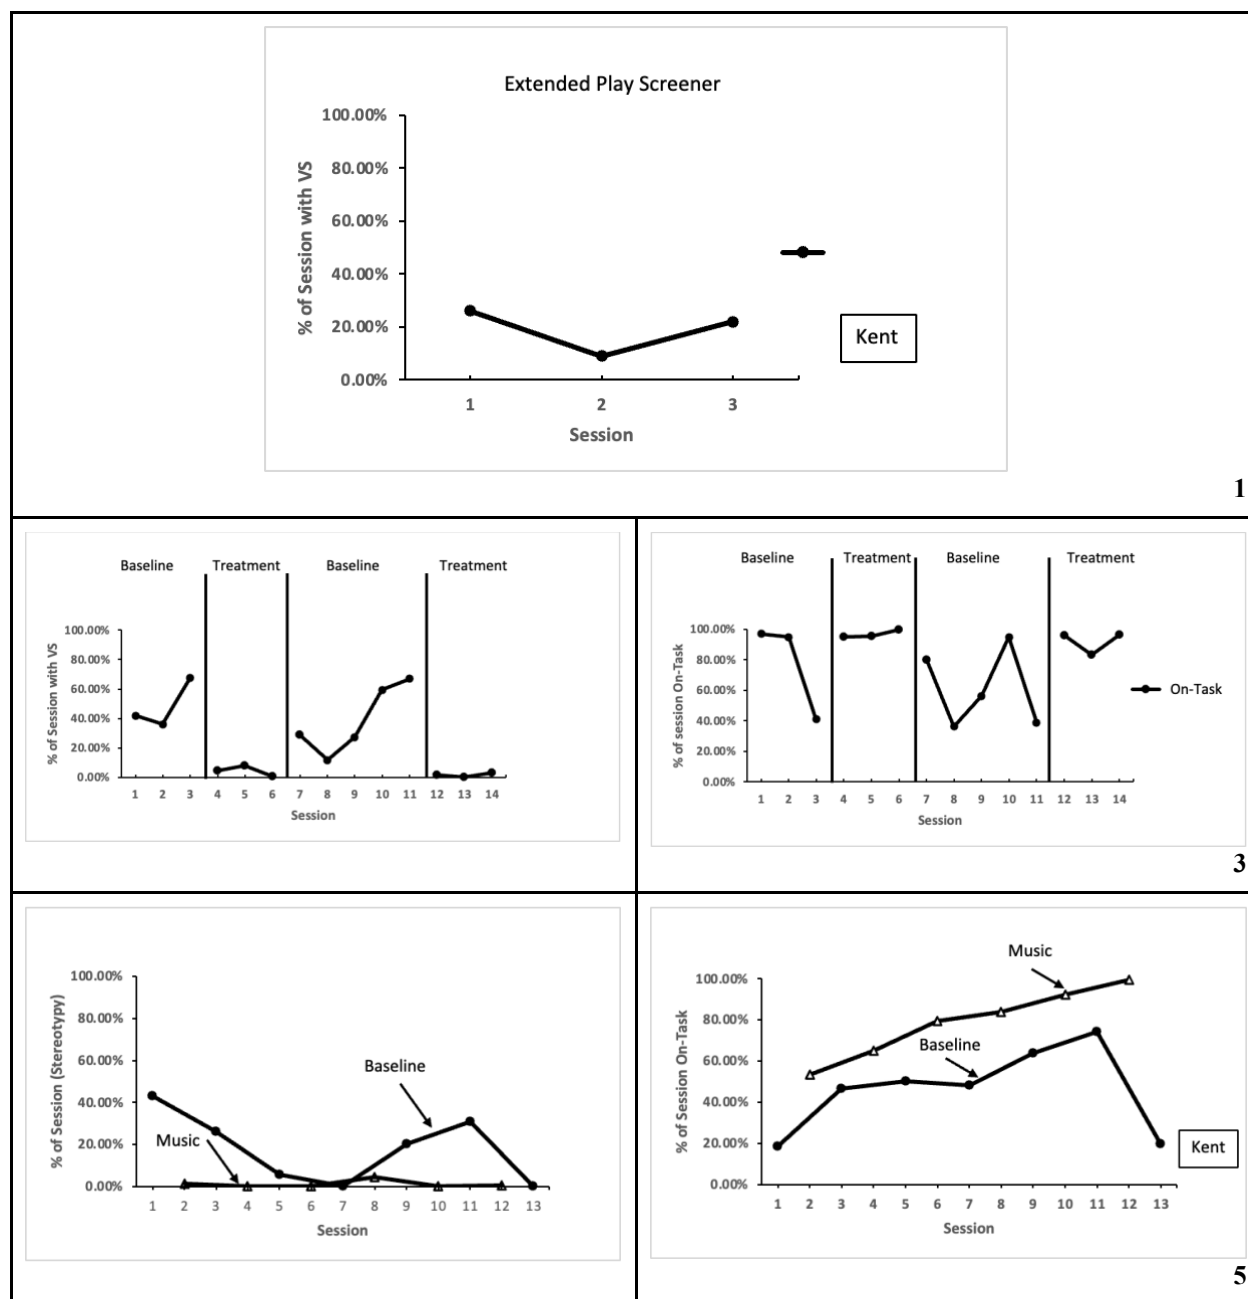 Extended Play Screener
100.00%
80.00%
60.00%
40.00%
20.00%
0.00%
% of Session with VS
1 2 3
Session
Kent
1
Baseline Treatment Baseline Treatment
100.00%
80.00%
60.00%
40.00%
20.00%
0.00%
% of Session with VS
1 2 3 4 5 6 7 8 9 10 11 12 13 14
Session
Baseline Treatment Baseline Treatment
100.00%
80.00%
60.00%
40.00%
20.00%
0.00%
% of session On-Task
1 2 3 4 5 6 7 8 9 10 11 12 13 14
Session
On-Task
3
100.00%
80.00%
60.00%
40.00%
20.00%
0.00%
% of Session (Stereotypy)
Baseline
Music
1 2 3 4 5 6 7 8 9 10 11 12 13
Session
Music
100.00%
80.00%
60.00%
40.00%
20.00%
0.00%
% of Session On-Task
Baseline
Kent
1 2 3 4 5 6 7 8 9 10 11 12 13
Session
5